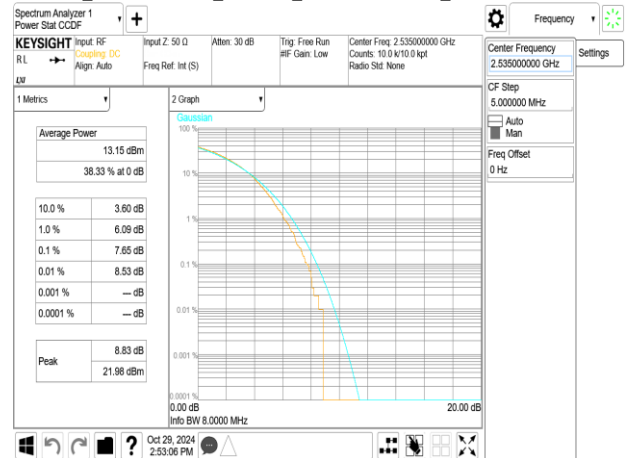 Spectrum Analyzer 1
Power Stat CCDF
Frequency
KEYSIGHT
RL
Input: RF
Coupling: DC
Align: Auto
Input Z: 50 Ω
Freq Ref: Int (S)
Atten: 30 dB
Trig: Free Run
#IF Gain: Low
Center Freq: 2.535000000 GHz
Counts: 10.0 k/10.0 kpt
Radio Std: None
Center Frequency
2.535000000 GHz
Settings
CF Step
5.000000 MHz
Auto
Man
Freq Offset
0 Hz
1 Metrics
Average Power
13.15 dBm
38.33 % at 0 dB
10.0 % 3.60 dB
1.0 % 6.09 dB
0.1 % 7.65 dB
0.01 % 8.53 dB
0.001 % — dB
0.0001 % — dB
Peak 8.83 dB
21.98 dBm
2 Graph
Gaussian
100 %
10 %
1 %
0.1 %
0.01 %
0.001 %
0.0001 %
0.00 dB 20.00 dB
Info BW 8.0000 MHz
?
Oct 29, 2024
2:53:06 PM